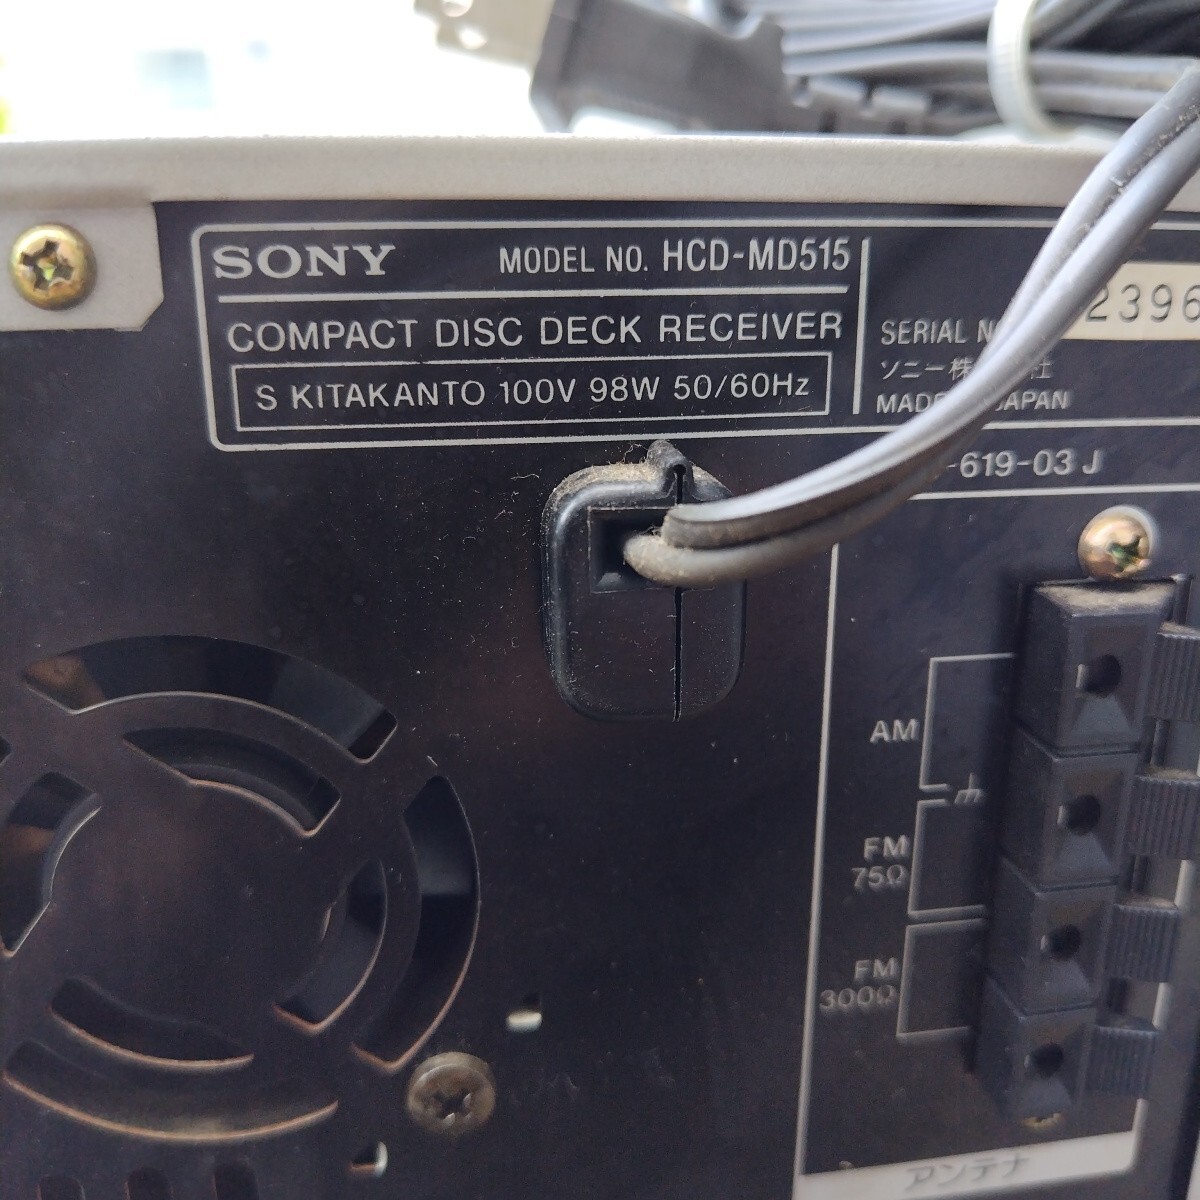 SONY MODEL NO. HCD-MD515
COMPACT DISC DECK RECEIVER
S KITAKANTO 100V 98W 50/60Hz
SERIAL 2396
ソニー株 社
JAPAN
-619-03 J
AM
FM
75Ω
FM
300Ω
アンテナ